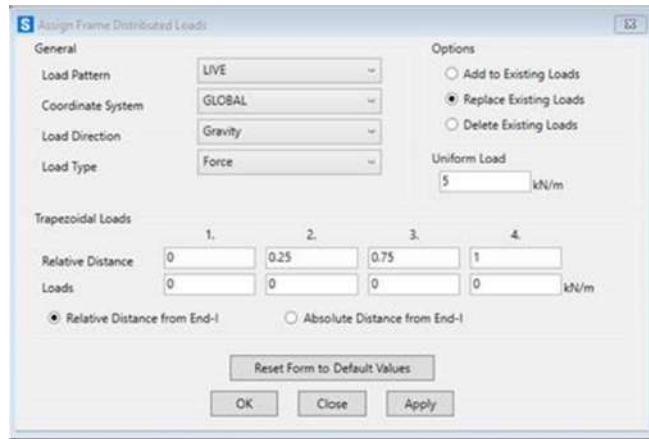 S Assign Frame Distributed Loads
General
Load Pattern LIVE
Coordinate System GLOBAL
Load Direction Gravity
Load Type Force
Options
Add to Existing Loads
Replace Existing Loads
Delete Existing Loads
Uniform Load
5 kN/m
Trapezoidal Loads
1. 2. 3. 4.
Relative Distance 0 0.25 0.75 1
Loads 0 0 0 0 kN/m
Relative Distance from End-I Absolute Distance from End-I
Reset Form to Default Values
OK Close Apply